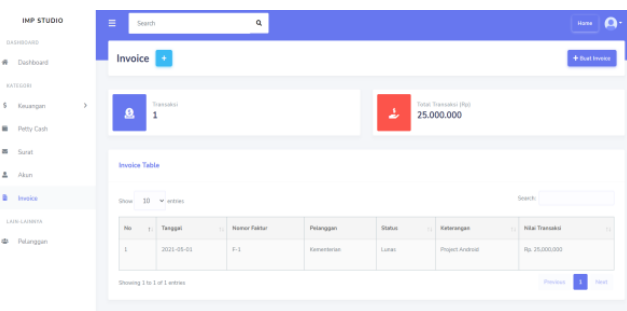 IMP STUDIO
DASHBOARD
Dashboard
KATEGORI
$ Keuangan
Petty Cash
Surat
Akun
Invoice
LAIN-LAINNYA
Pelanggan
Search
Home
Invoice +
+ Buat Invoice
Transaksi
1
Total Transaksi (Rp)
25.000.000
Invoice Table
Show 10 entries
Search:
No Tanggal Nomor Faktur Pelanggan Status Keterangan Nilai Transaksi
1 2021-05-01 F-1 Kementerian Lunas Project Android Rp. 25,000,000
Showing 1 to 1 of 1 entries
Previous 1 Next